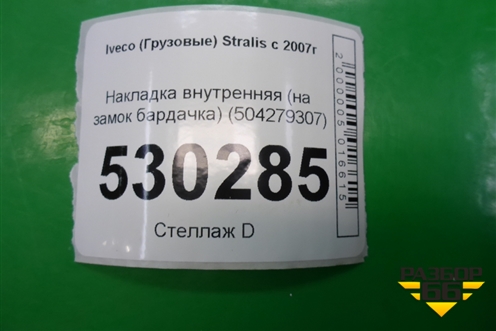 Iveco (Грузовые) Stralis с 2007г
Накладка внутренняя (на
замок бардачка) (504279307)
530285
Стеллаж D
2000005016615
РАЗБОР
66